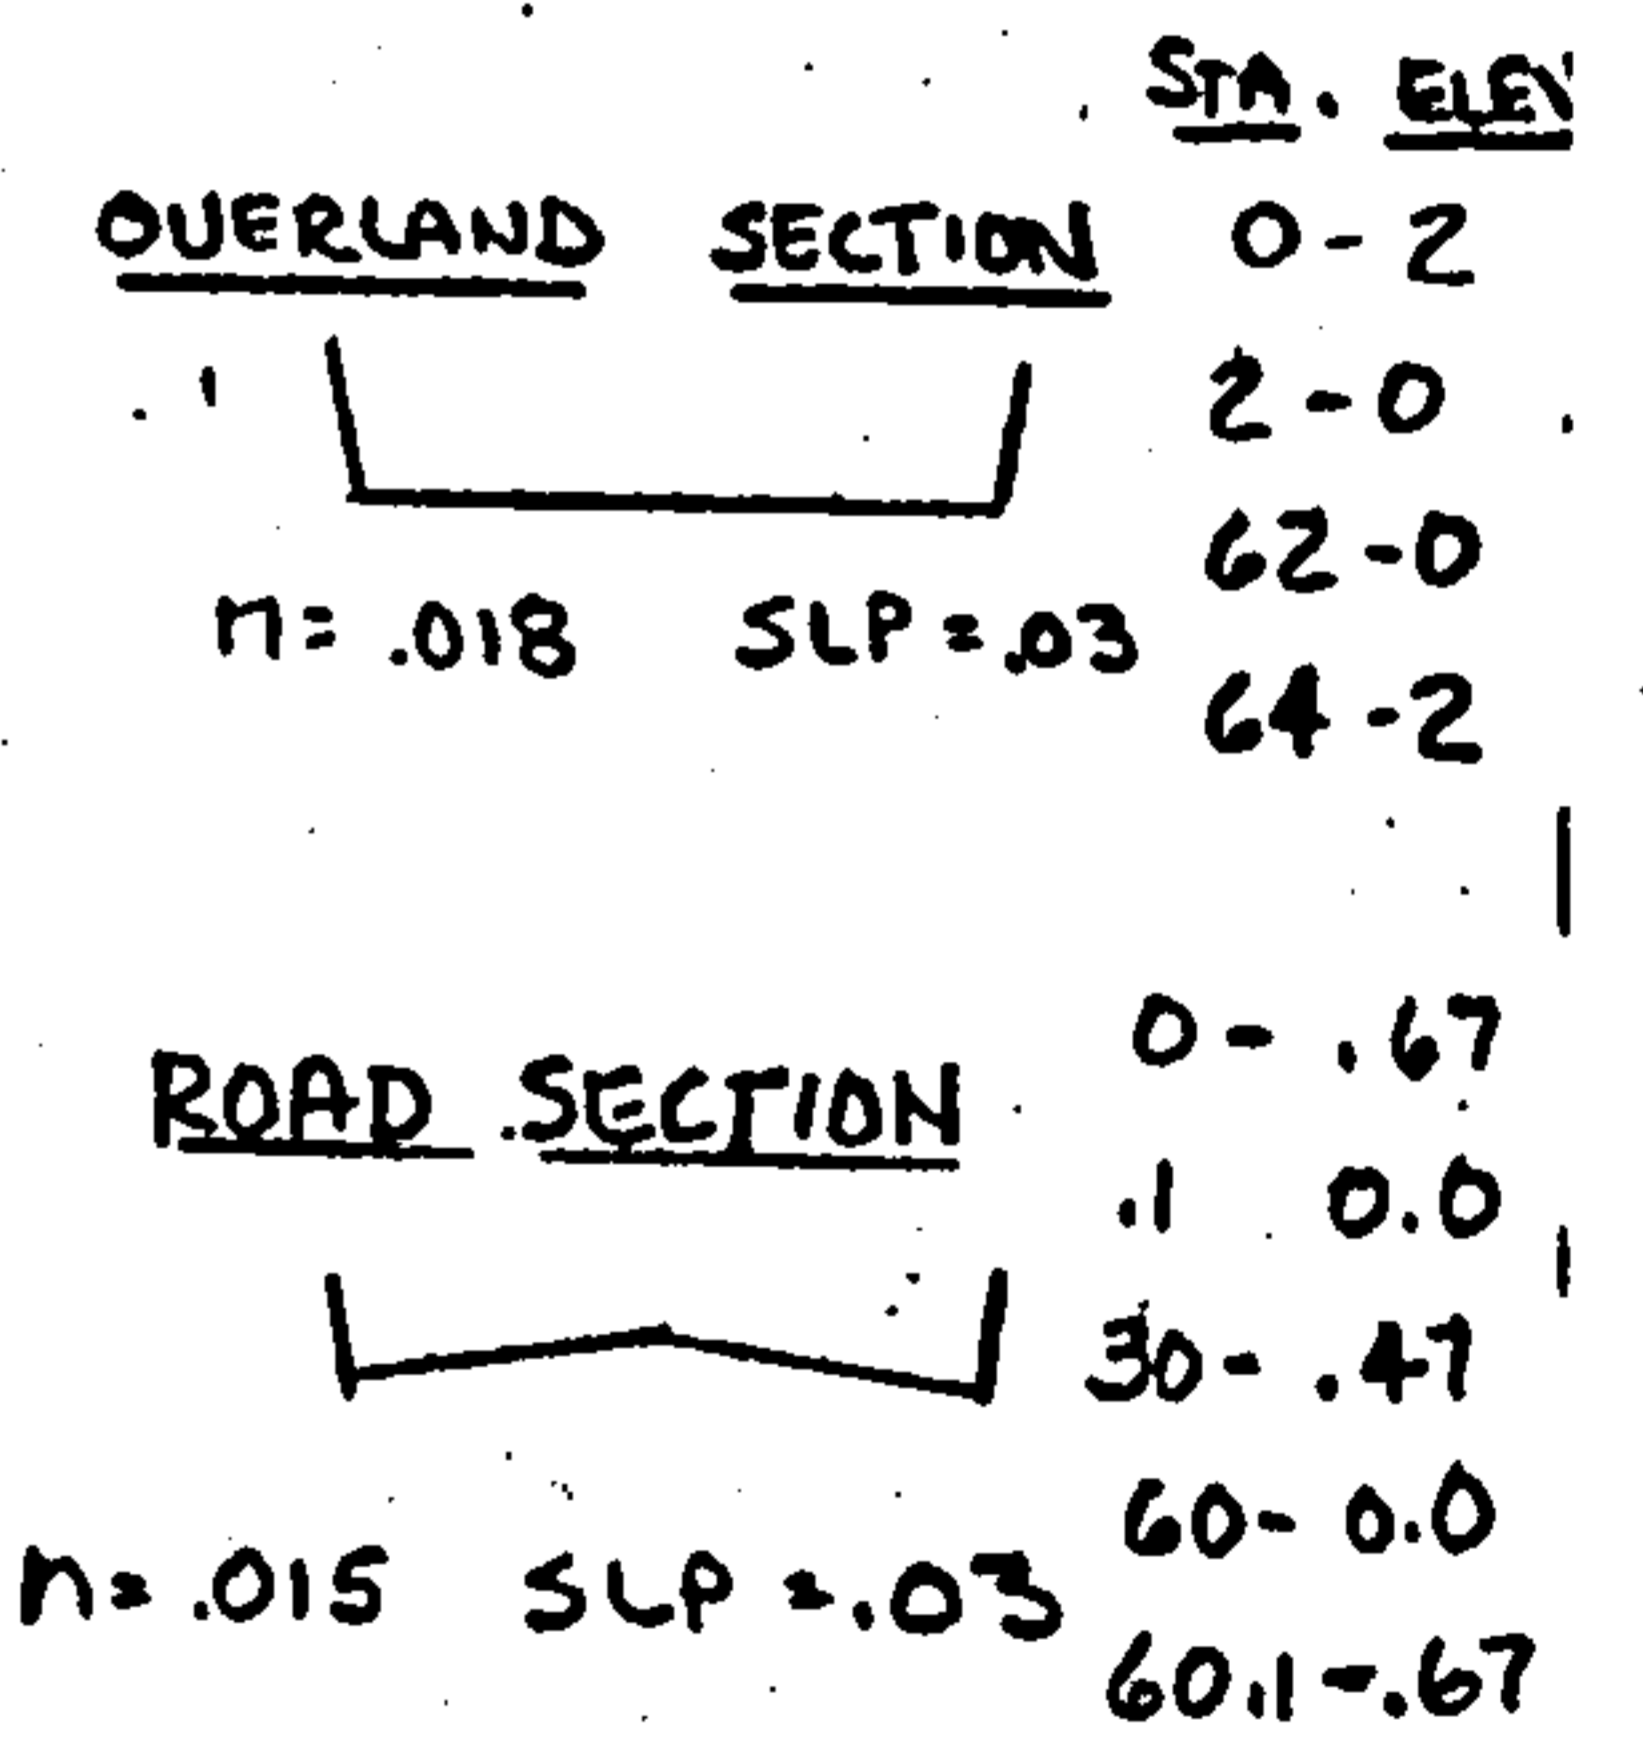 STA. ELEV
OVERLAND SECTION 0 - 2
2 - 0
62 - 0
n = .018 SLP = .03
64 - 2
0 - .67
ROAD SECTION
.1 0.0
30 - .47
60 - 0.0
n = .015 SLP = .03
60.1 - .67